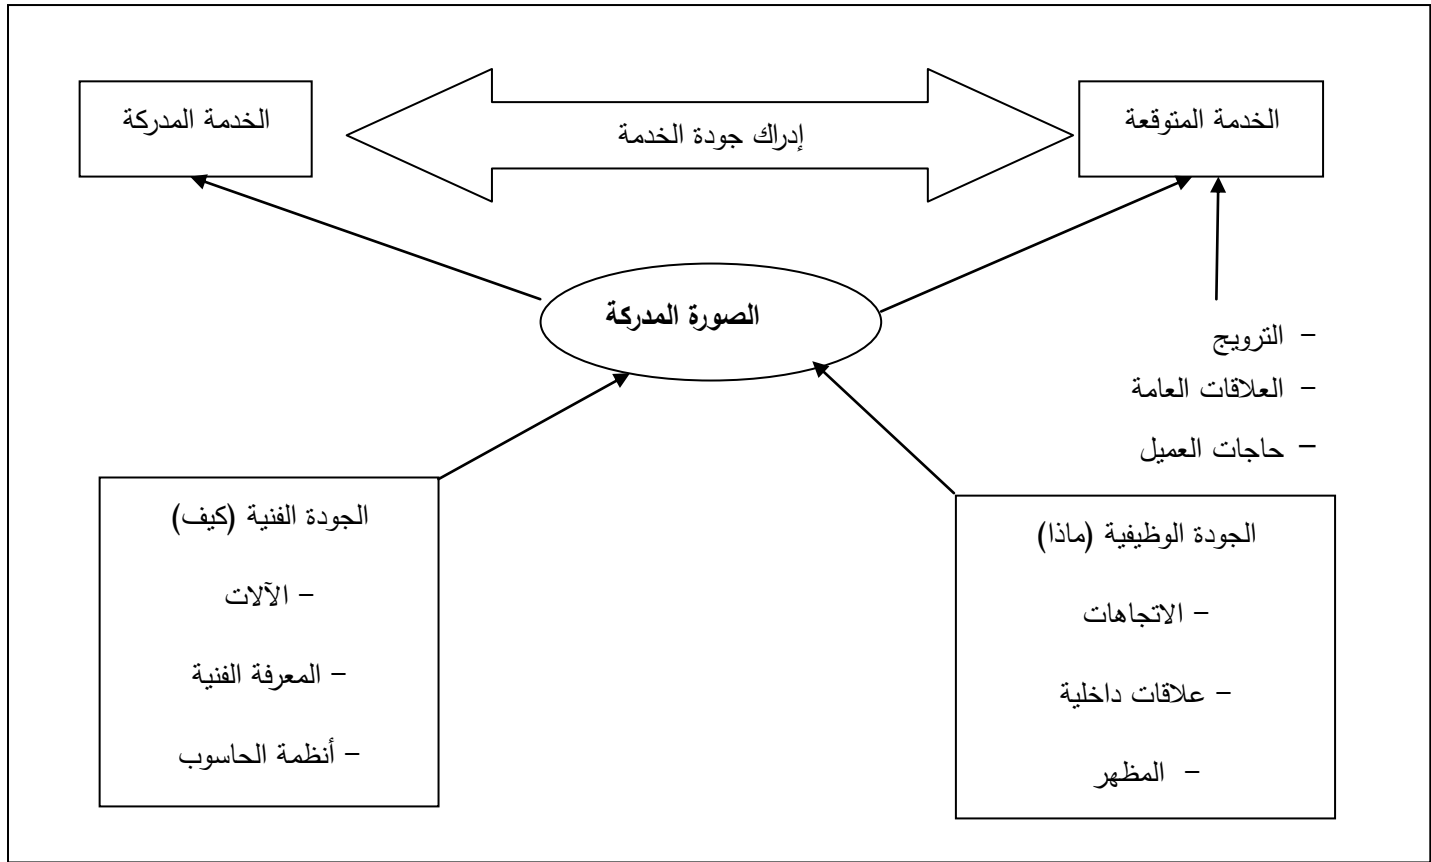 الخدمة المتوقعة
إدراك جودة الخدمة
الخدمة المدركة
الصورة المدركة
- الترويج
- العلاقات العامة
- حاجات العميل
الجودة الوظيفية (ماذا)
- الاتجاهات
- علاقات داخلية
- المظهر
الجودة الفنية (كيف)
- الآلات
- المعرفة الفنية
- أنظمة الحاسوب